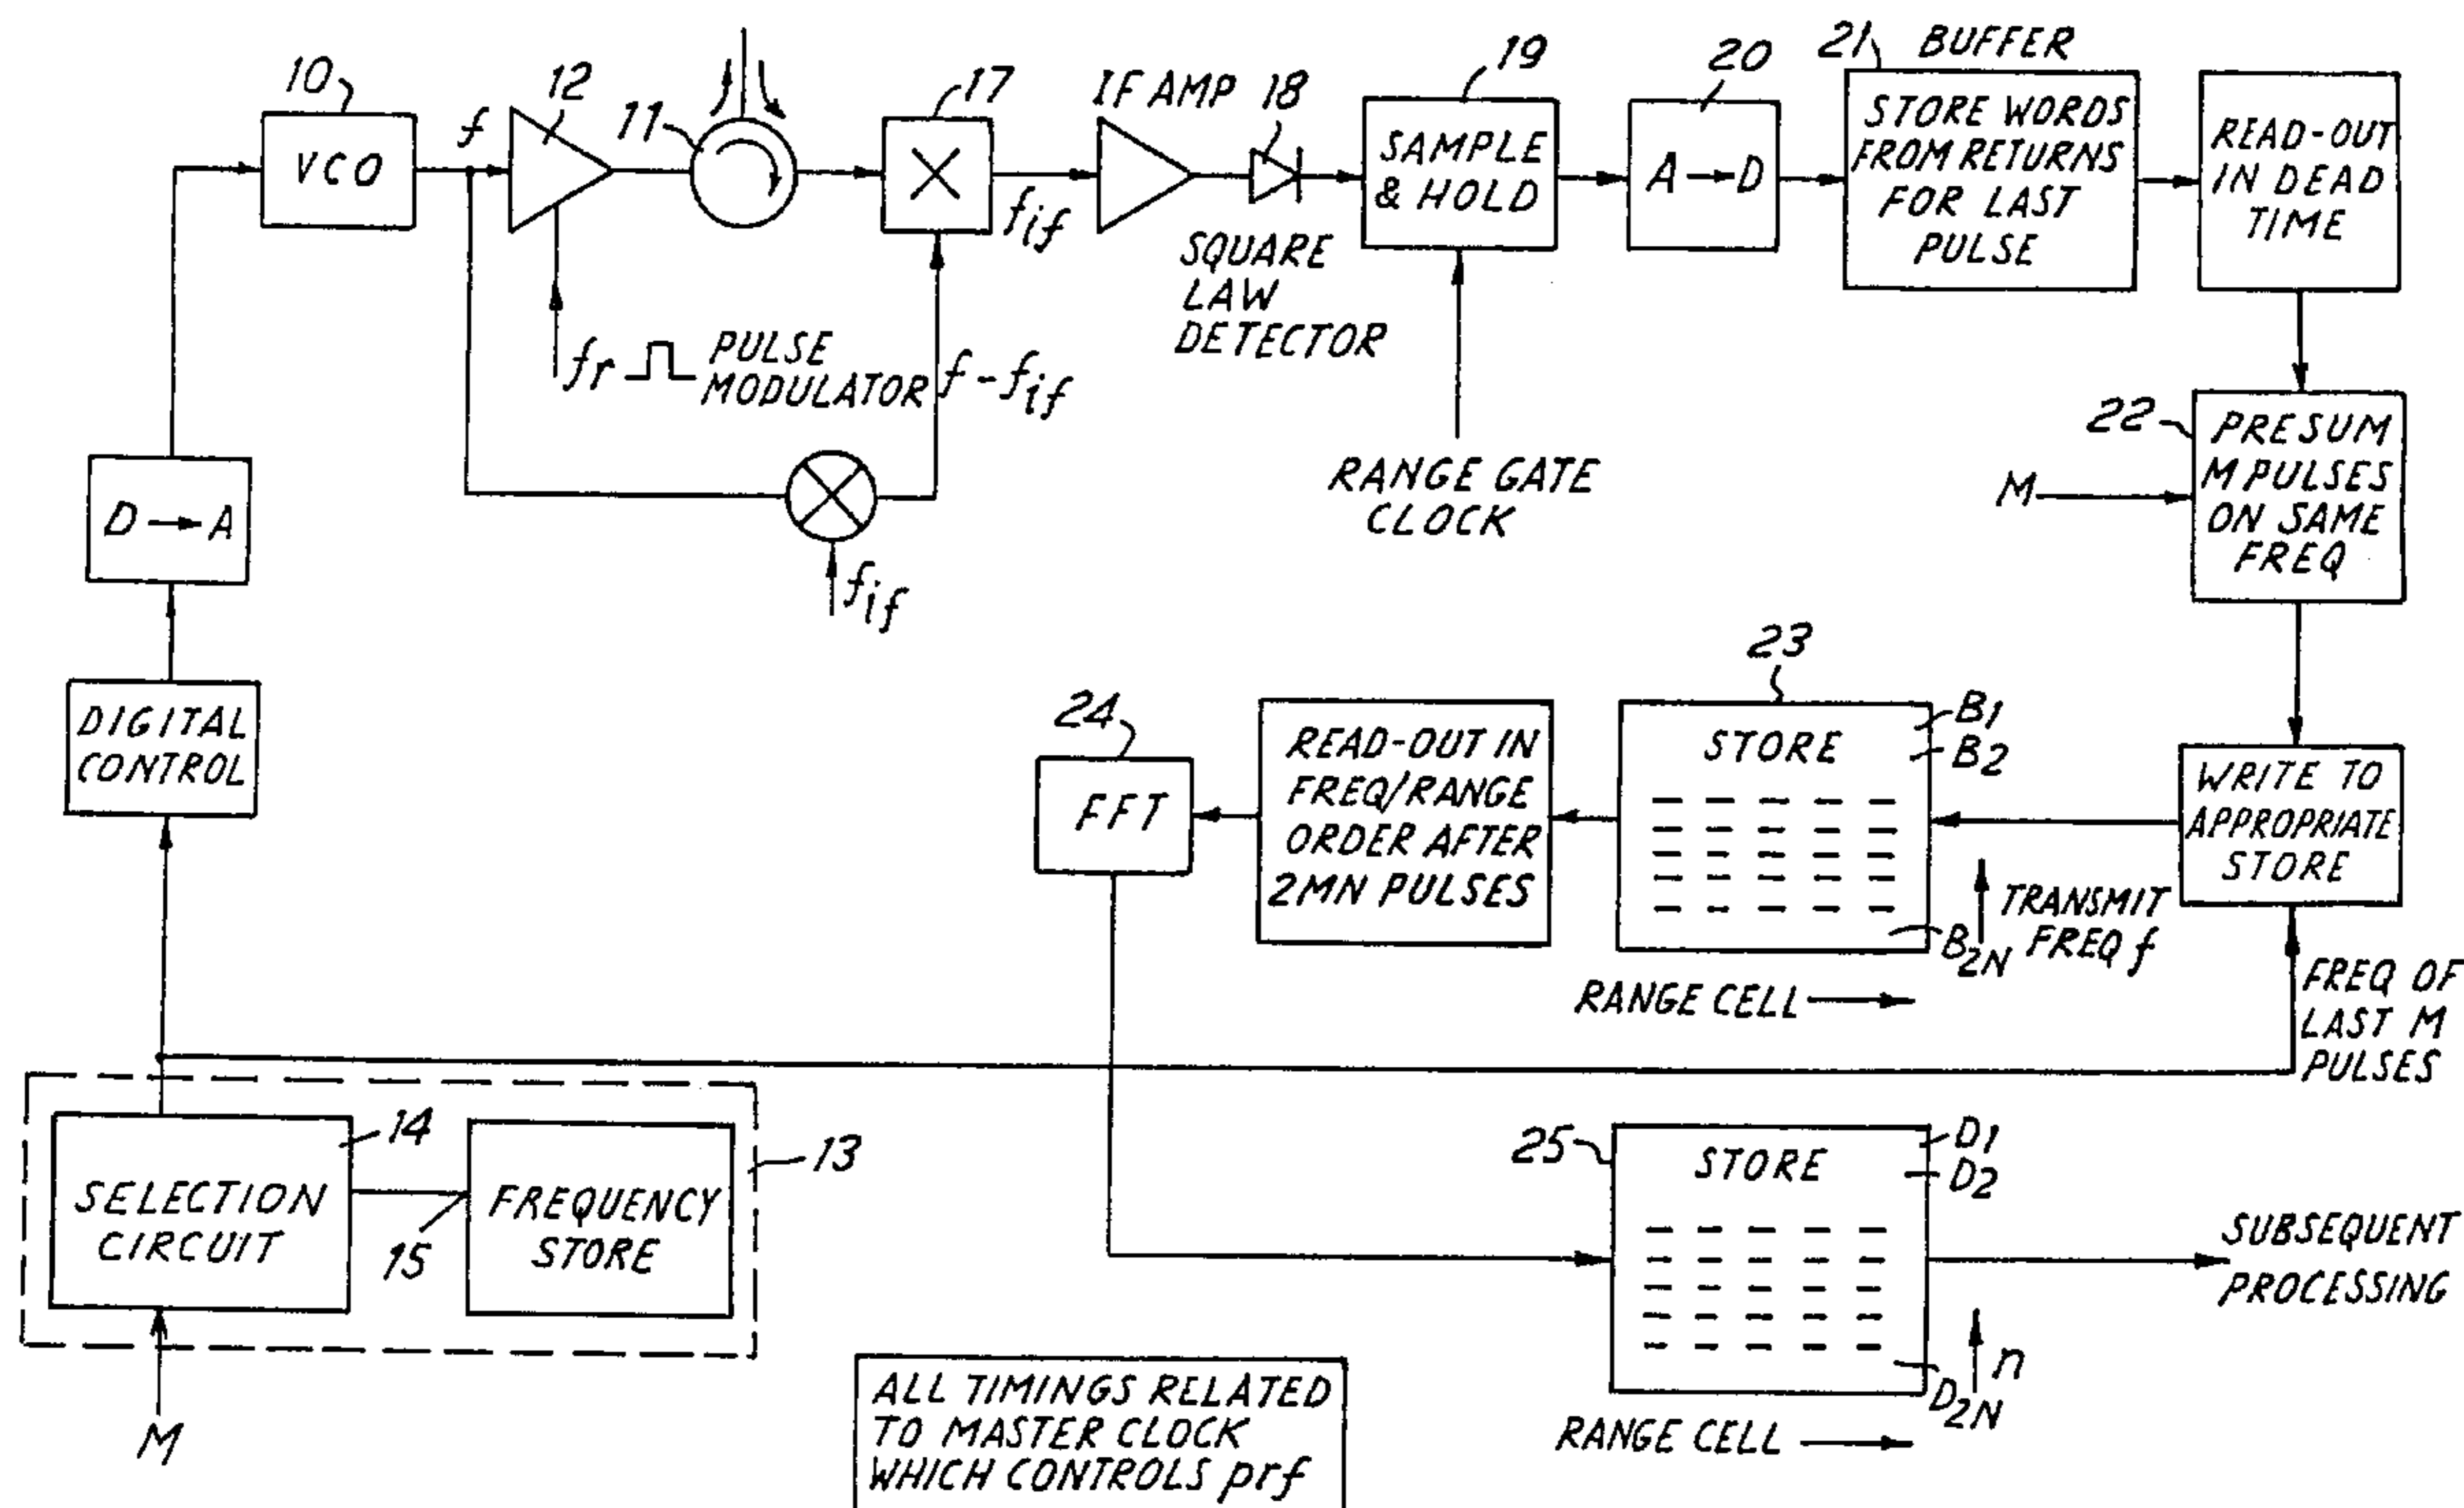 10
VCO
f
12
11
17
f_if
IF AMP
18
SQUARE
LAW
DETECTOR
19
SAMPLE
& HOLD
RANGE GATE
CLOCK
20
A → D
21
BUFFER
STORE WORDS
FROM RETURNS
FOR LAST
PULSE
READ-OUT
IN DEAD
TIME
fr
PULSE
MODULATOR
f - f_if
f_if
D → A
DIGITAL
CONTROL
22
M
PRESUM
M PULSES
ON SAME
FREQ
WRITE TO
APPROPRIATE
STORE
23
STORE
B1
B2
B2N
TRANSMIT
FREQ f
RANGE CELL
READ-OUT IN
FREQ/RANGE
ORDER AFTER
2MN PULSES
24
FFT
FREQ OF
LAST M
PULSES
14
SELECTION
CIRCUIT
15
FREQUENCY
STORE
13
M
25
STORE
D1
D2
D2N
n
RANGE CELL
SUBSEQUENT
PROCESSING
ALL TIMINGS RELATED
TO MASTER CLOCK
WHICH CONTROLS prf